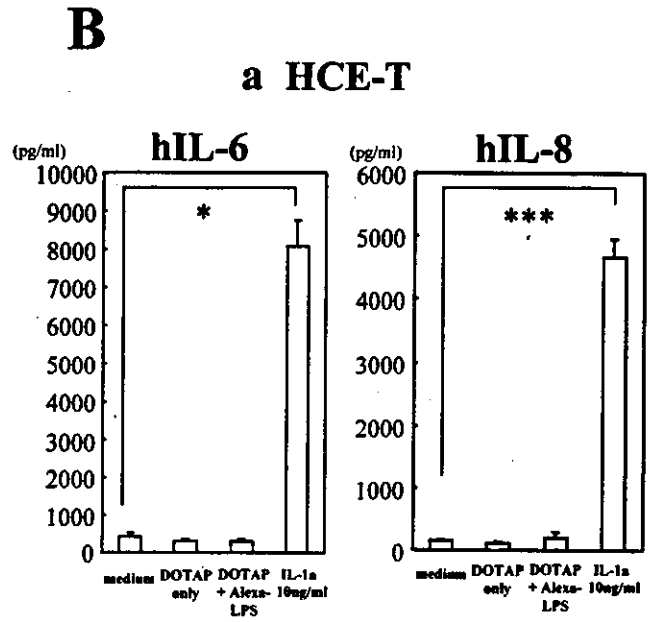 B
a HCE-T
hIL-6
(pg/ml)
10000
9000
8000
7000
6000
5000
4000
3000
2000
1000
0
*
medium
DOTAP only
DOTAP + Alexa-LPS
IL-1a 10ng/ml
hIL-8
(pg/ml)
6000
5000
4000
3000
2000
1000
0
***
medium
DOTAP only
DOTAP + Alexa-LPS
IL-1a 10ng/ml